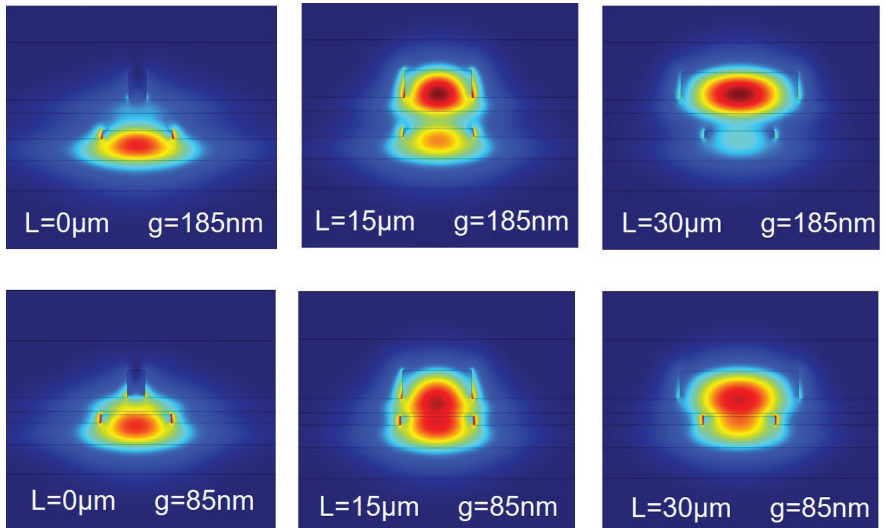 L=0µm g=185nm
L=15µm g=185nm
L=30µm g=185nm
L=0µm g=85nm
L=15µm g=85nm
L=30µm g=85nm